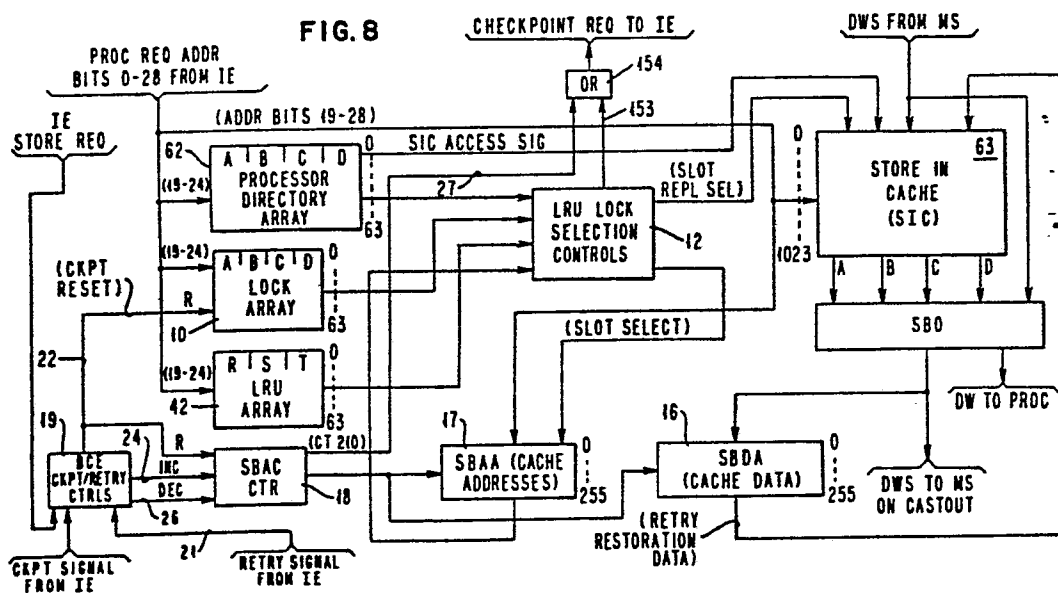 FIG. 8
CHECKPOINT REQ TO IE
DWS FROM MS
PROC REQ ADDR
BITS 0-28 FROM IE
OR
154
153
IE
STORE REQ
(ADDR BITS 19-28)
SIC ACCESS SIG
62
A B C D
0
63
PROCESSOR
DIRECTORY
ARRAY
(19-24)
27
(SLOT
REPL SEL)
LRU LOCK
SELECTION
CONTROLS
12
0
1023
63
STORE IN
CACHE
(SIC)
A B C D
(19-24)
A B C D
0
63
LOCK
ARRAY
10
(CKPT
RESET)
R
22
(SLOT SELECT)
SBO
(19-24)
R S T
0
63
LRU
ARRAY
42
DW TO PROC
19
BCE
CKPT/RETRY
CTRLS
24
26
R
INC
DEC
SBAC
CTR
18
(CT 210)
17
SBAA (CACHE
ADDRESSES)
0
255
16
SBDA
(CACHE DATA)
0
255
DWS TO MS
ON CASTOUT
(RETRY
RESTORATION
DATA)
21
CKPT SIGNAL
FROM IE
RETRY SIGNAL
FROM IE